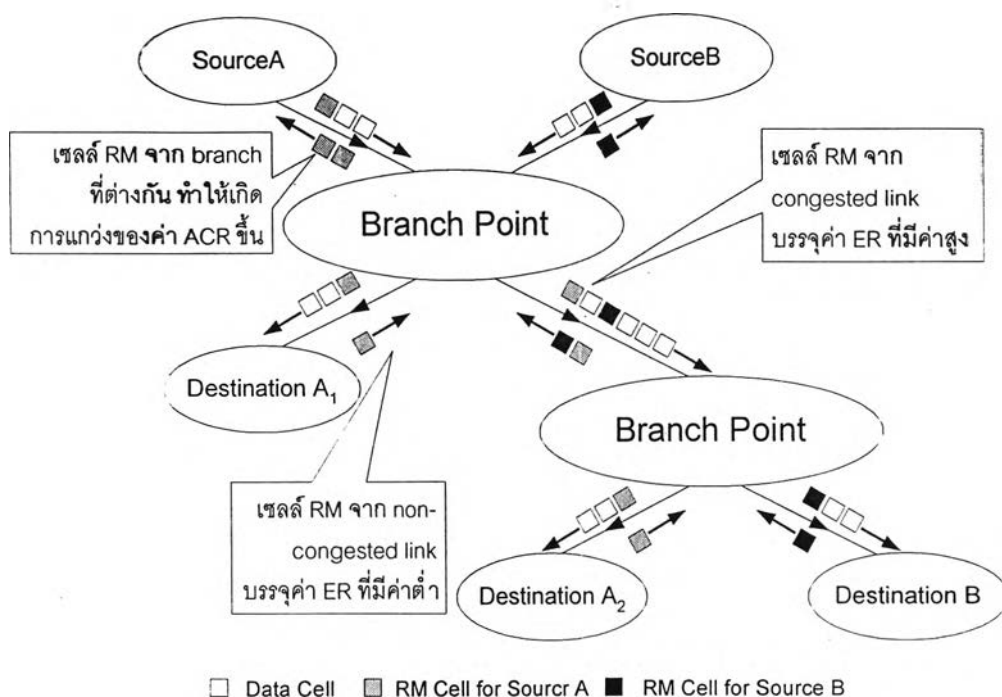 SourceA
SourceB
เซลล์ RM จาก branch
ที่ต่างกัน ทำให้เกิด
การแกว่งของค่า ACR ขึ้น
เซลล์ RM จาก
congested link
บรรจุค่า ER ที่มีค่าสูง
Branch Point
Destination A1
Branch Point
เซลล์ RM จาก non-
congested link
บรรจุค่า ER ที่มีค่าต่ำ
Destination A2
Destination B
Data Cell RM Cell for Sourcr A RM Cell for Source B